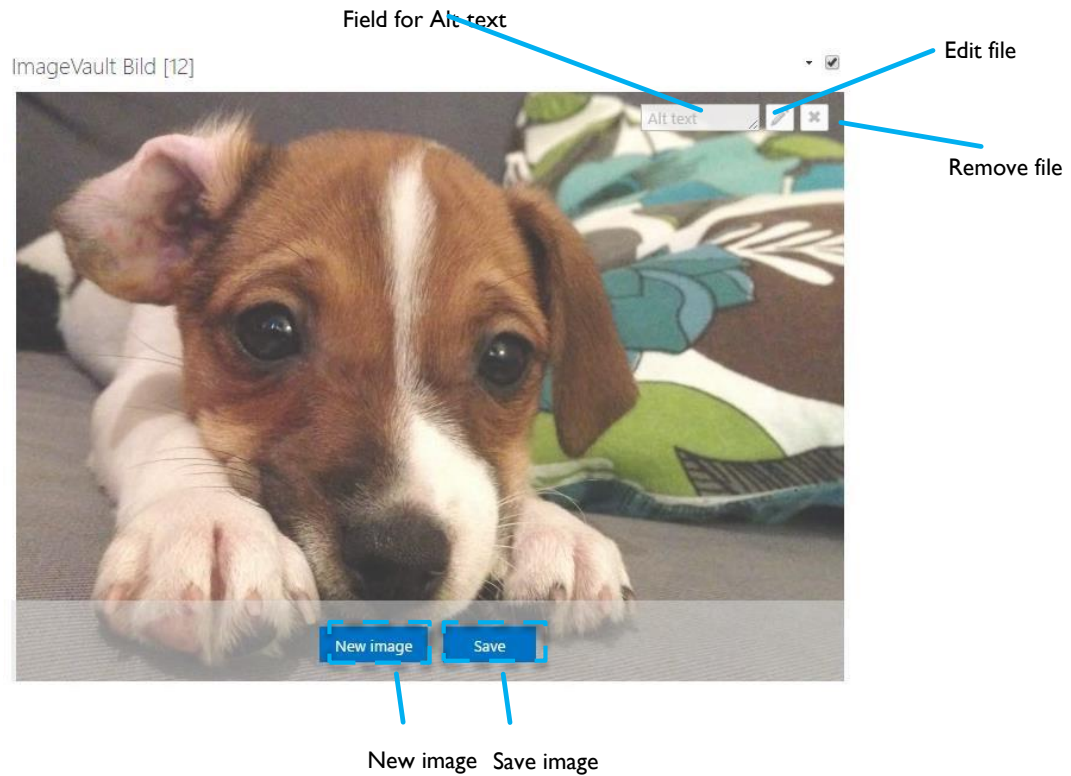 Field for Alt text
Edit file
ImageVault Bild [12]
Alt text
Remove file
New image
Save
New image
Save image